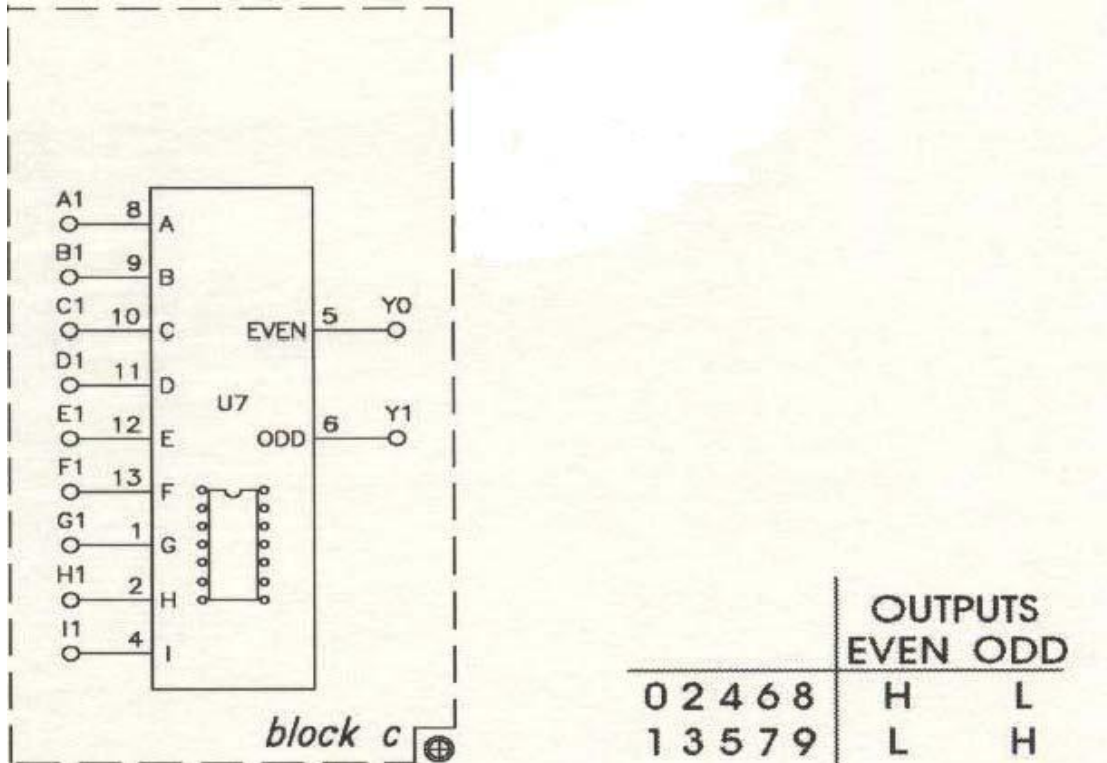 A1 8 A
B1 9 B
C1 10 C EVEN 5 Y0
D1 11 D
U7
E1 12 E ODD 6 Y1
F1 13 F
G1 1 G
H1 2 H
I1 4 I
block c
OUTPUTS
EVEN ODD
0 2 4 6 8 H L
1 3 5 7 9 L H